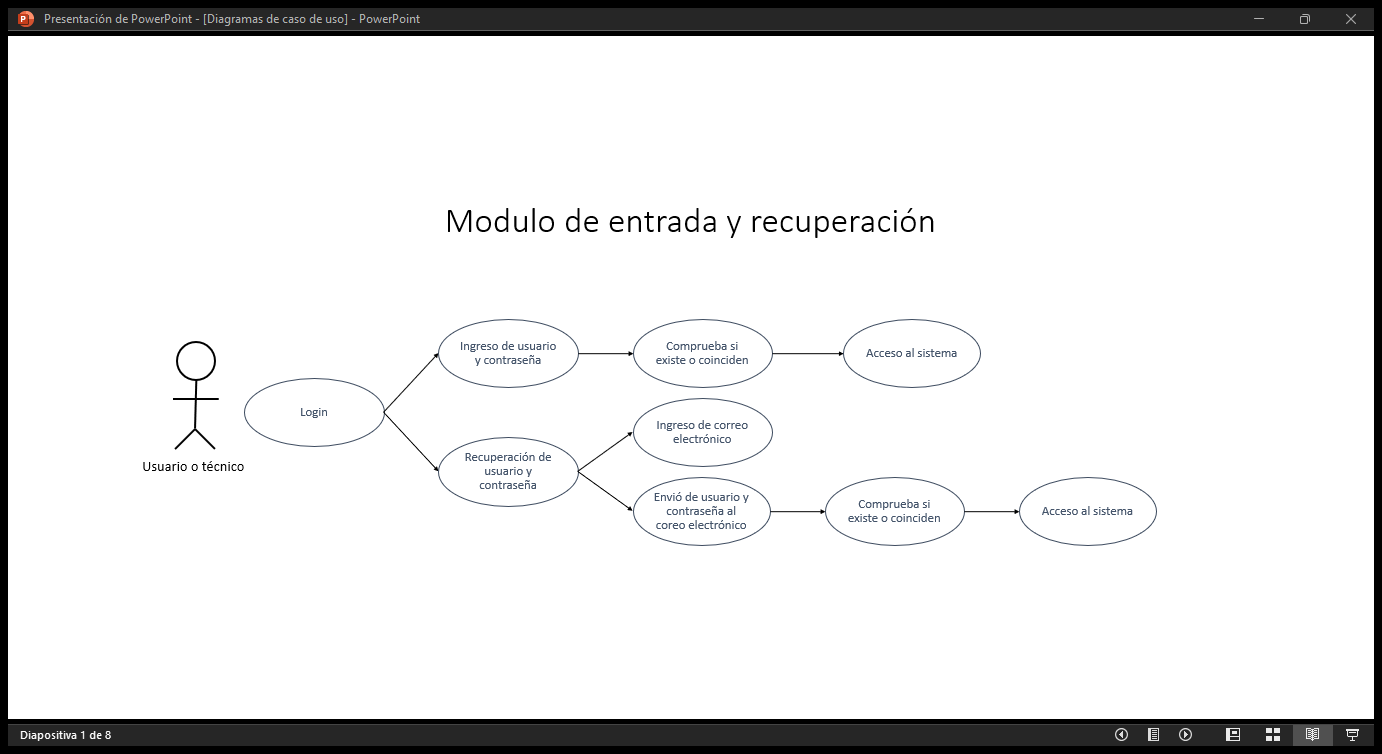 Presentación de PowerPoint - [Diagramas de caso de uso] - PowerPoint
Modulo de entrada y recuperación
Usuario o técnico
Login
Ingreso de usuario
y contraseña
Comprueba si
existe o coinciden
Acceso al sistema
Recuperación de
usuario y
contraseña
Ingreso de correo
electrónico
Envió de usuario y
contraseña al
coreo electrónico
Comprueba si
existe o coinciden
Acceso al sistema
Diapositiva 1 de 8